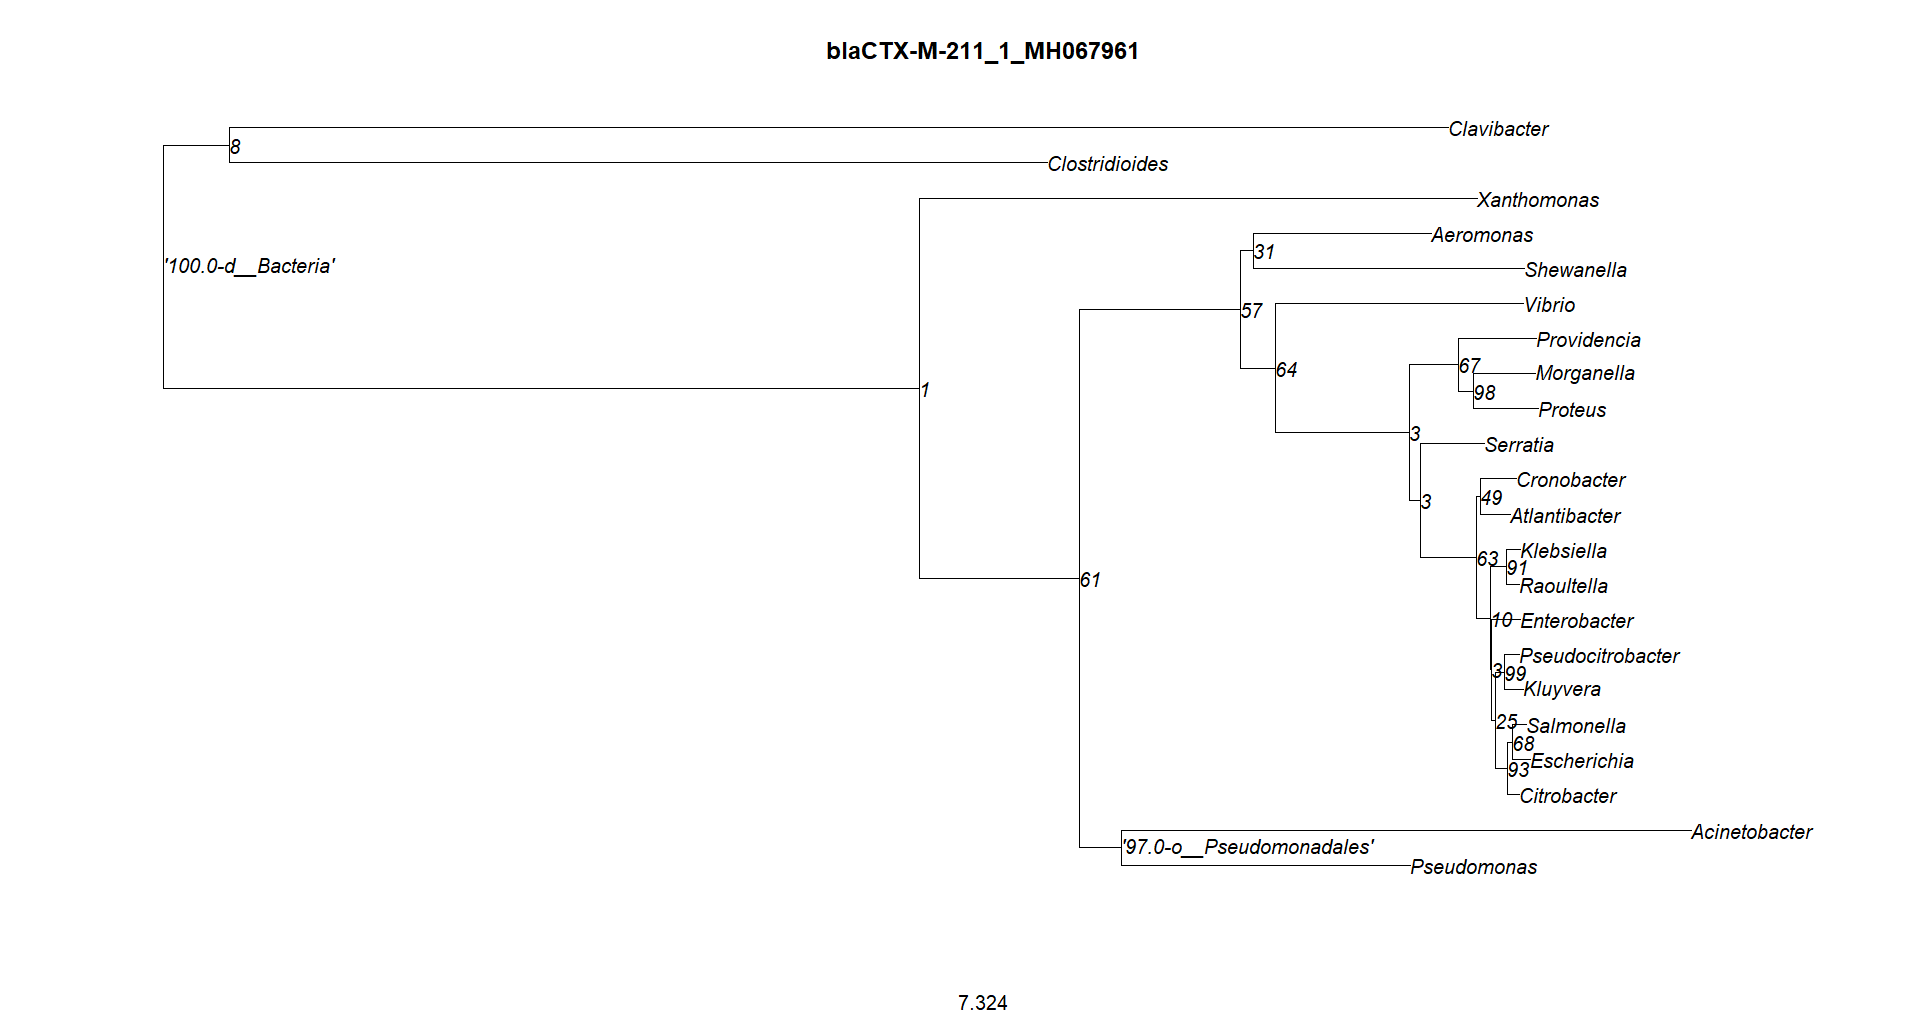 blaCTX-M-211_1_MH067961
Clavibacter
8
Clostridioides
Xanthomonas
Aeromonas
31
'100.0-d__Bacteria'
Shewanella
Vibrio
57
Providencia
67
64
Morganella
1
98
Proteus
3
Serratia
Cronobacter
49
3
Atlantibacter
Klebsiella
63
91
61
Raoultella
10
Enterobacter
Pseudocitrobacter
3
99
Kluyvera
25
Salmonella
68
Escherichia
93
Citrobacter
Acinetobacter
'97.0-o__Pseudomonadales'
Pseudomonas
7.324